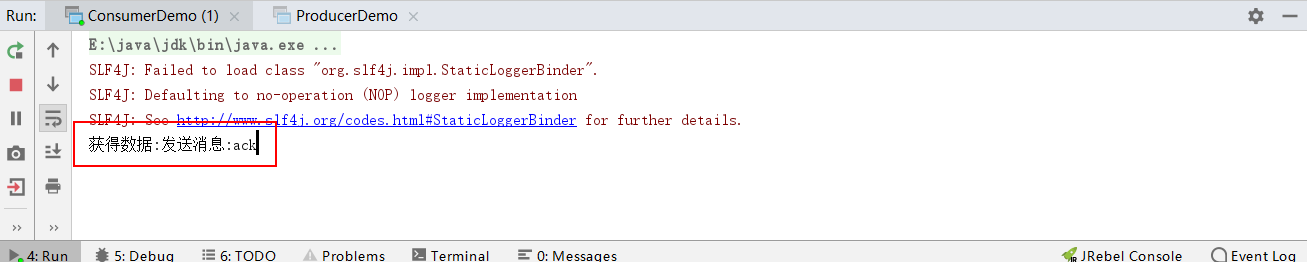 Run: ConsumerDemo (1) × ProducerDemo ×
E:\java\jdk\bin\java.exe ...
SLF4J: Failed to load class "org.slf4j.impl.StaticLoggerBinder".
SLF4J: Defaulting to no-operation (NOP) logger implementation
SLF4J: See http://www.slf4j.org/codes.html#StaticLoggerBinder for further details.
获得数据:发送消息:ack
4: Run 5: Debug 6: TODO Problems Terminal 0: Messages JRebel Console Event Log